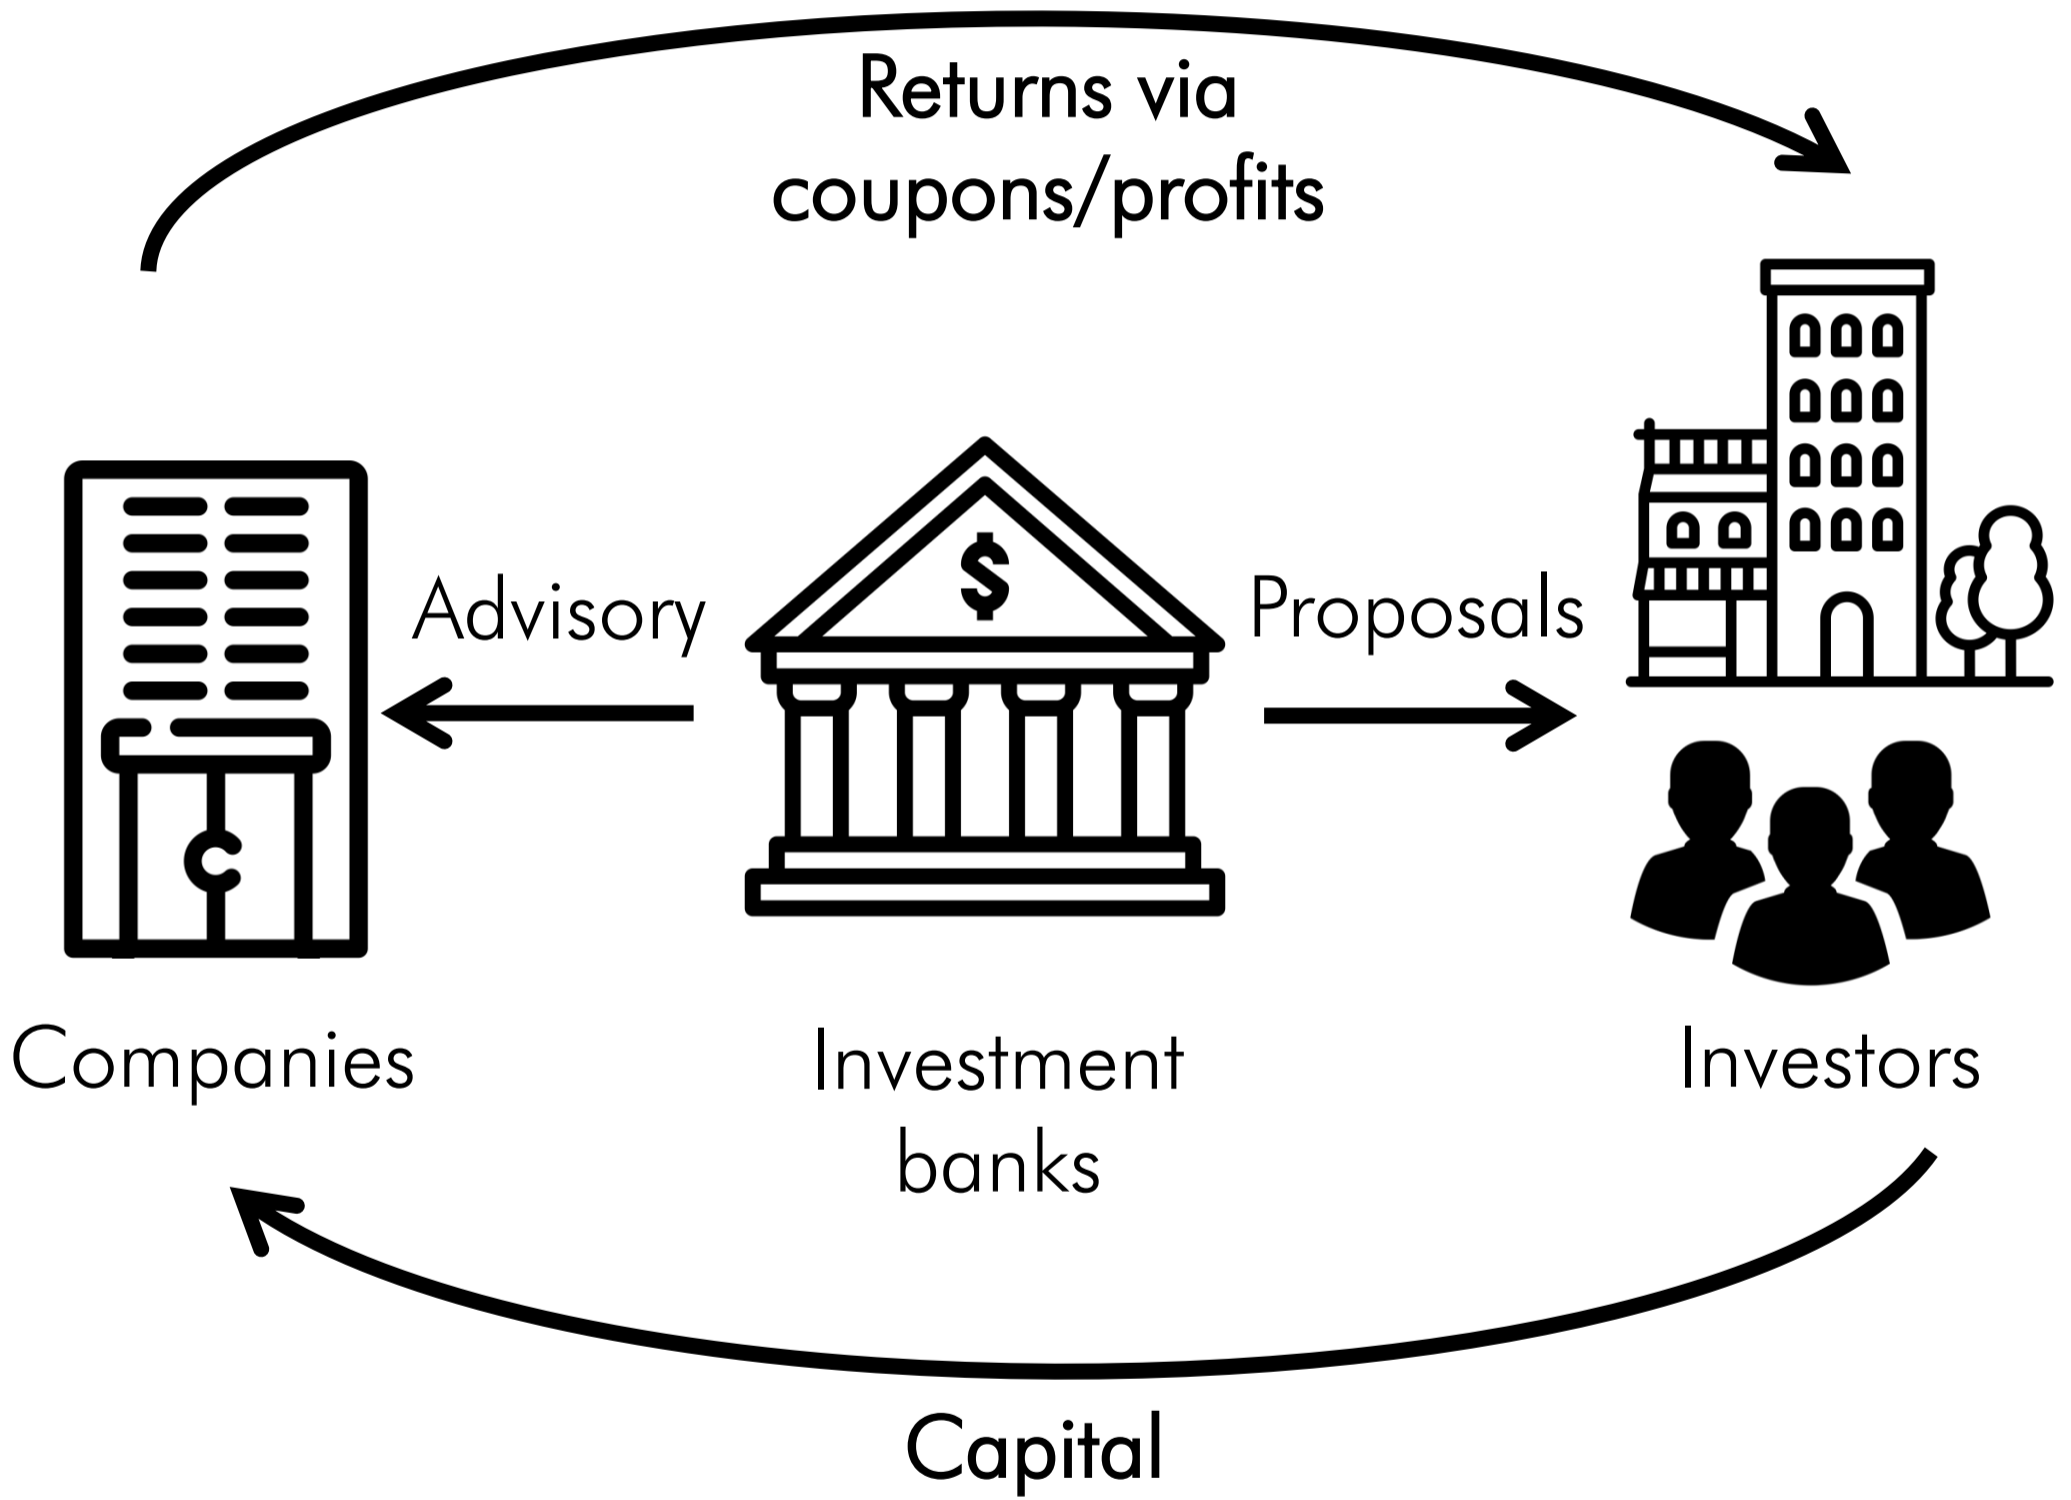 Returns via
coupons/profits
$
Advisory
Proposals
Companies
Investment
banks
Investors
Capital